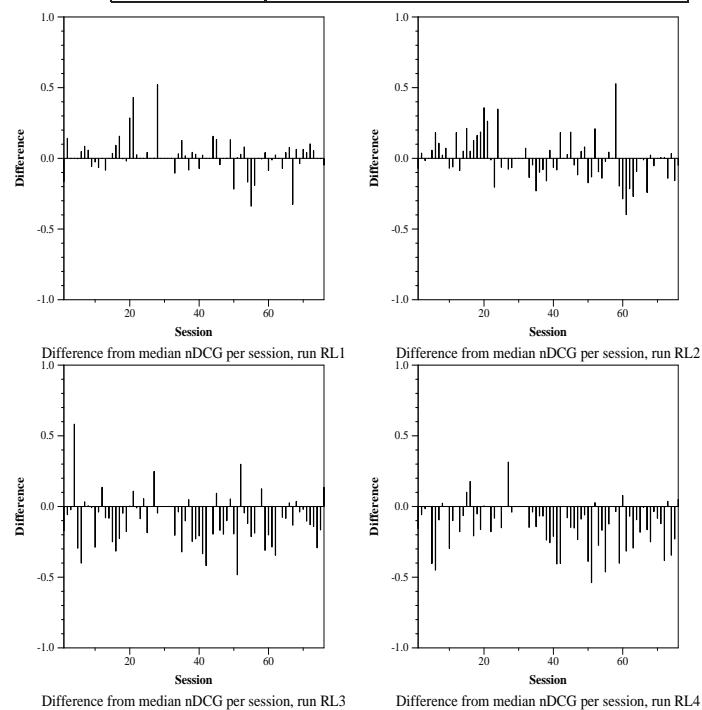 1.0
0.5
0.0
-0.5
-1.0
Difference
20
40
60
Session
Difference from median nDCG per session, run RL1
1.0
0.5
0.0
-0.5
-1.0
Difference
20
40
60
Session
Difference from median nDCG per session, run RL2
1.0
0.5
0.0
-0.5
-1.0
Difference
20
40
60
Session
Difference from median nDCG per session, run RL3
1.0
0.5
0.0
-0.5
-1.0
Difference
20
40
60
Session
Difference from median nDCG per session, run RL4